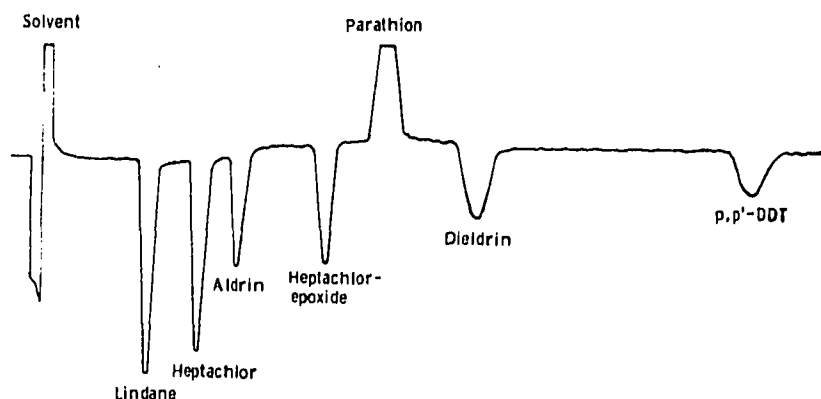 Solvent
Parathion
Aldrin
Heptachlor-
epoxide
Dieldrin
p,p'-DDT
Heptachlor
Lindane